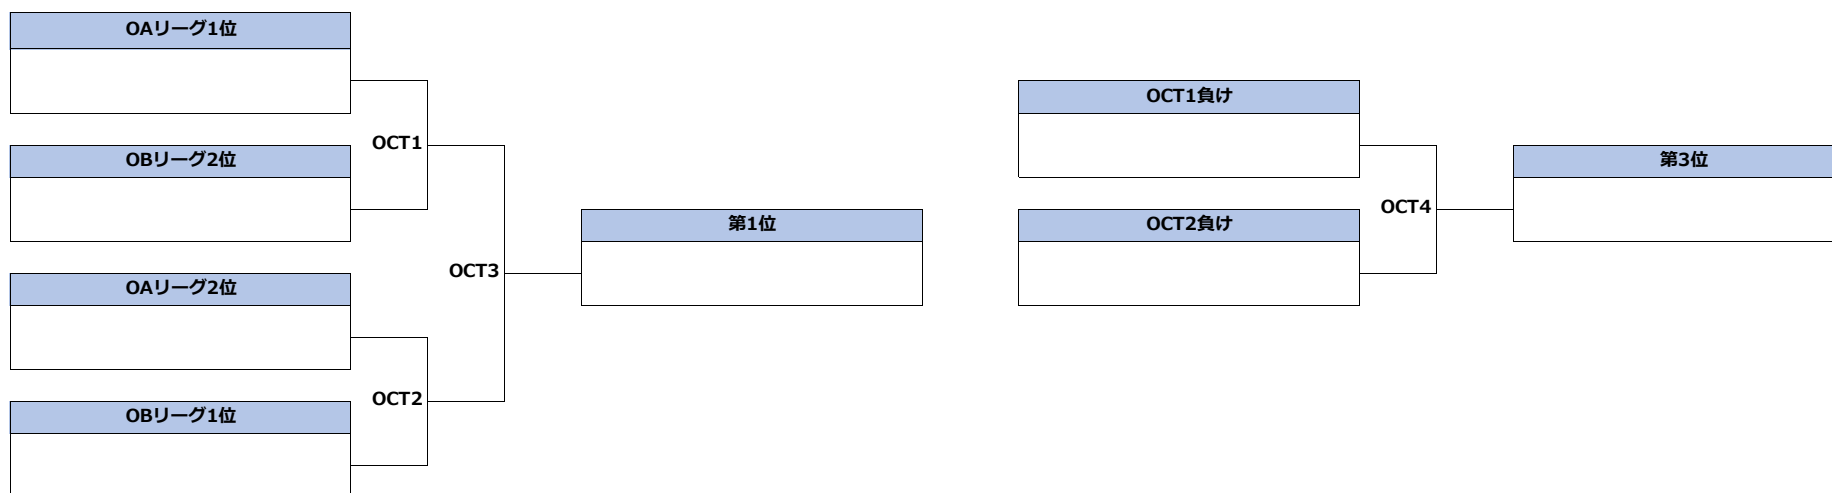 OAリーグ1位
OCT1
OBリーグ2位
OCT3
第1位
OAリーグ2位
OCT2
OBリーグ1位
OCT1負け
OCT4
第3位
OCT2負け